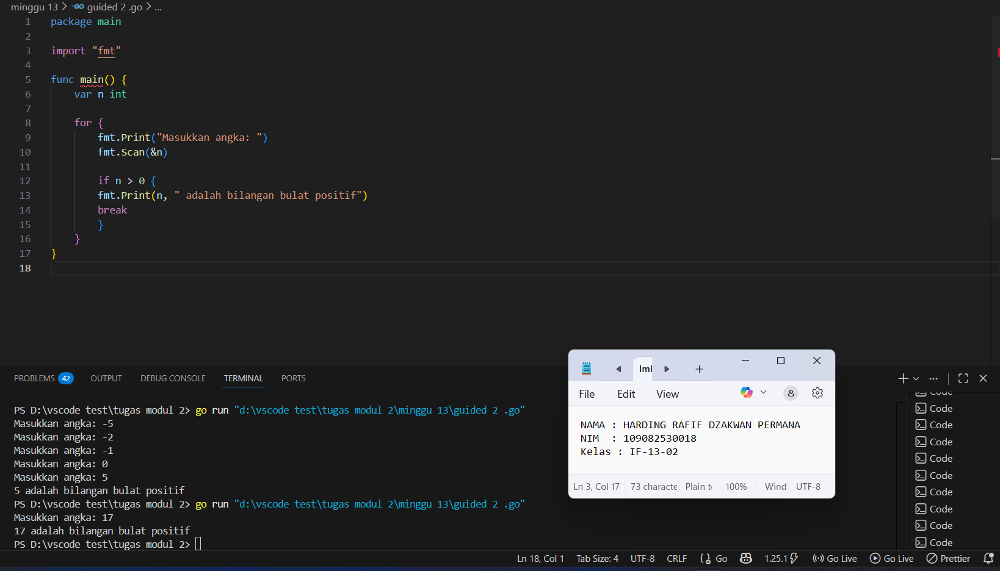 minggu 13 > GO guided 2 .go > ...
1 package main
2
3 import "fmt"
4
5 func main() {
6 var n int
7
8 for {
9 fmt.Print("Masukkan angka: ")
10 fmt.Scan(&n)
11
12 if n > 0 {
13 fmt.Print(n, " adalah bilangan bulat positif")
14 break
15 }
16 }
17 }
18
PROBLEMS 42 OUTPUT DEBUG CONSOLE TERMINAL PORTS
PS D:\vscode test\tugas modul 2> go run "d:\vscode test\tugas modul 2\minggu 13\guided 2 .go"
Masukkan angka: -5
Masukkan angka: -2
Masukkan angka: -1
Masukkan angka: 0
Masukkan angka: 5
5 adalah bilangan bulat positif
PS D:\vscode test\tugas modul 2> go run "d:\vscode test\tugas modul 2\minggu 13\guided 2 .go"
Masukkan angka: 17
17 adalah bilangan bulat positif
PS D:\vscode test\tugas modul 2>
File Edit View
NAMA : HARDING RAFIF DZAKWAN PERMANA
NIM : 109082530018
Kelas : IF-13-02
Ln 3, Col 17 73 characte Plain t 100% Wind UTF-8
Code
Code
Code
Code
Code
Code
Code
Code
Code
Code
Ln 18, Col 1 Tab Size: 4 UTF-8 CRLF Go 1.25.1 Go Live Go Live Prettier